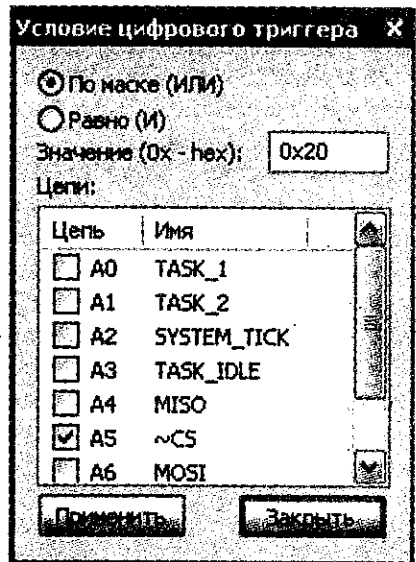 Условие цифрового триггера
По маске (ИЛИ)
Равно (И)
Значение (0x - hex): 0x20
Цепи:
Цепь Имя
A0 TASK_1
A1 TASK_2
A2 SYSTEM_TICK
A3 TASK_IDLE
A4 MISO
A5 ~CS
A6 MOSI
Применить Закрыть